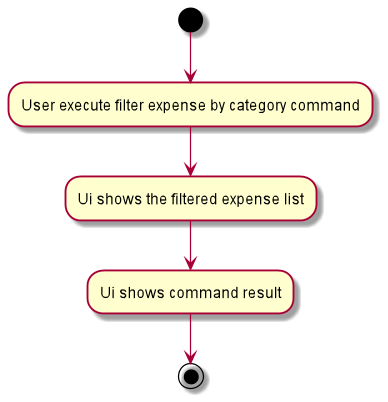 User execute filter expense by category command
Ui shows the filtered expense list
Ui shows command result